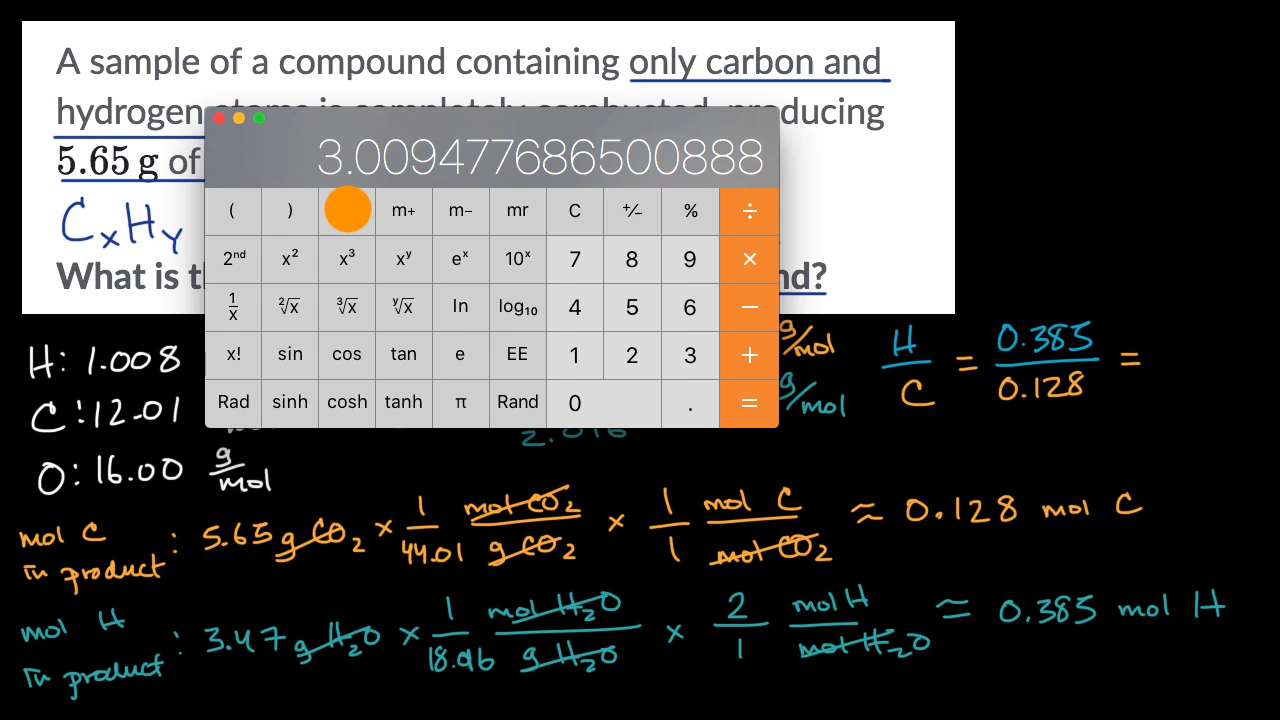 A sample of a compound containing only carbon and
hydrogen ducing
5.65 g of
CₓHᵧ
What is t nd?
3.009477686500888
( ) m+ m− mr C ⁺/₋ % ÷
2ⁿᵈ x² x³ xʸ eˣ 10ˣ 7 8 9 ×
1/x ²√x ³√x ʸ√x ln log₁₀ 4 5 6 −
x! sin cos tan e EE 1 2 3 +
Rad sinh cosh tanh π Rand 0 . =
H: 1.008
C: 12.01
O: 16.00 g/mol
g/mol
g/mol
H/C = 0.385/0.128 =
2.016
mol C in product : 5.65 g CO₂ × 1/44.01 mol CO₂/g CO₂ × 1/1 mol C/mol CO₂ ≈ 0.128 mol C
mol H in product : 3.47 g H₂O × 1/18.016 mol H₂O/g H₂O × 2/1 mol H/mol H₂O ≈ 0.385 mol H